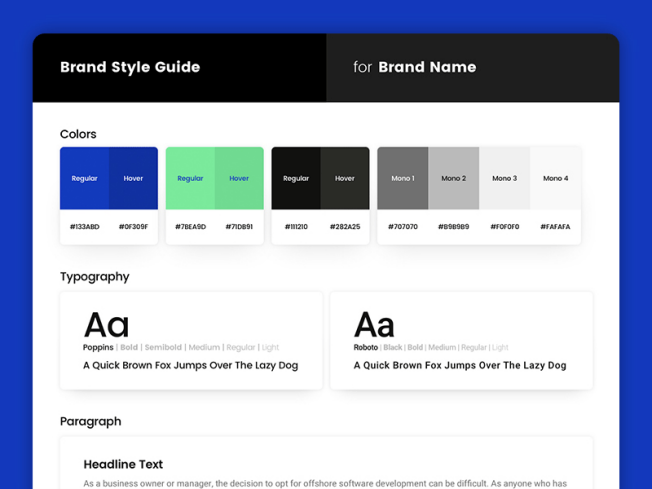 Brand Style Guide for Brand Name
Colors
Regular Hover Regular Hover Regular Hover Mono 1 Mono 2 Mono 3 Mono 4
#133ABD #0F309F #7BEA9D #71DB91 #111210 #282A25 #707070 #B9B9B9 #F0F0F0 #FAFAFA
Typography
Aa
Poppins | Bold | Semibold | Medium | Regular | Light
A Quick Brown Fox Jumps Over The Lazy Dog
Aa
Roboto | Black | Bold | Medium | Regular | Light
A Quick Brown Fox Jumps Over The Lazy Dog
Paragraph
Headline Text
As a business owner or manager, the decision to opt for offshore software development can be difficult. As anyone who has